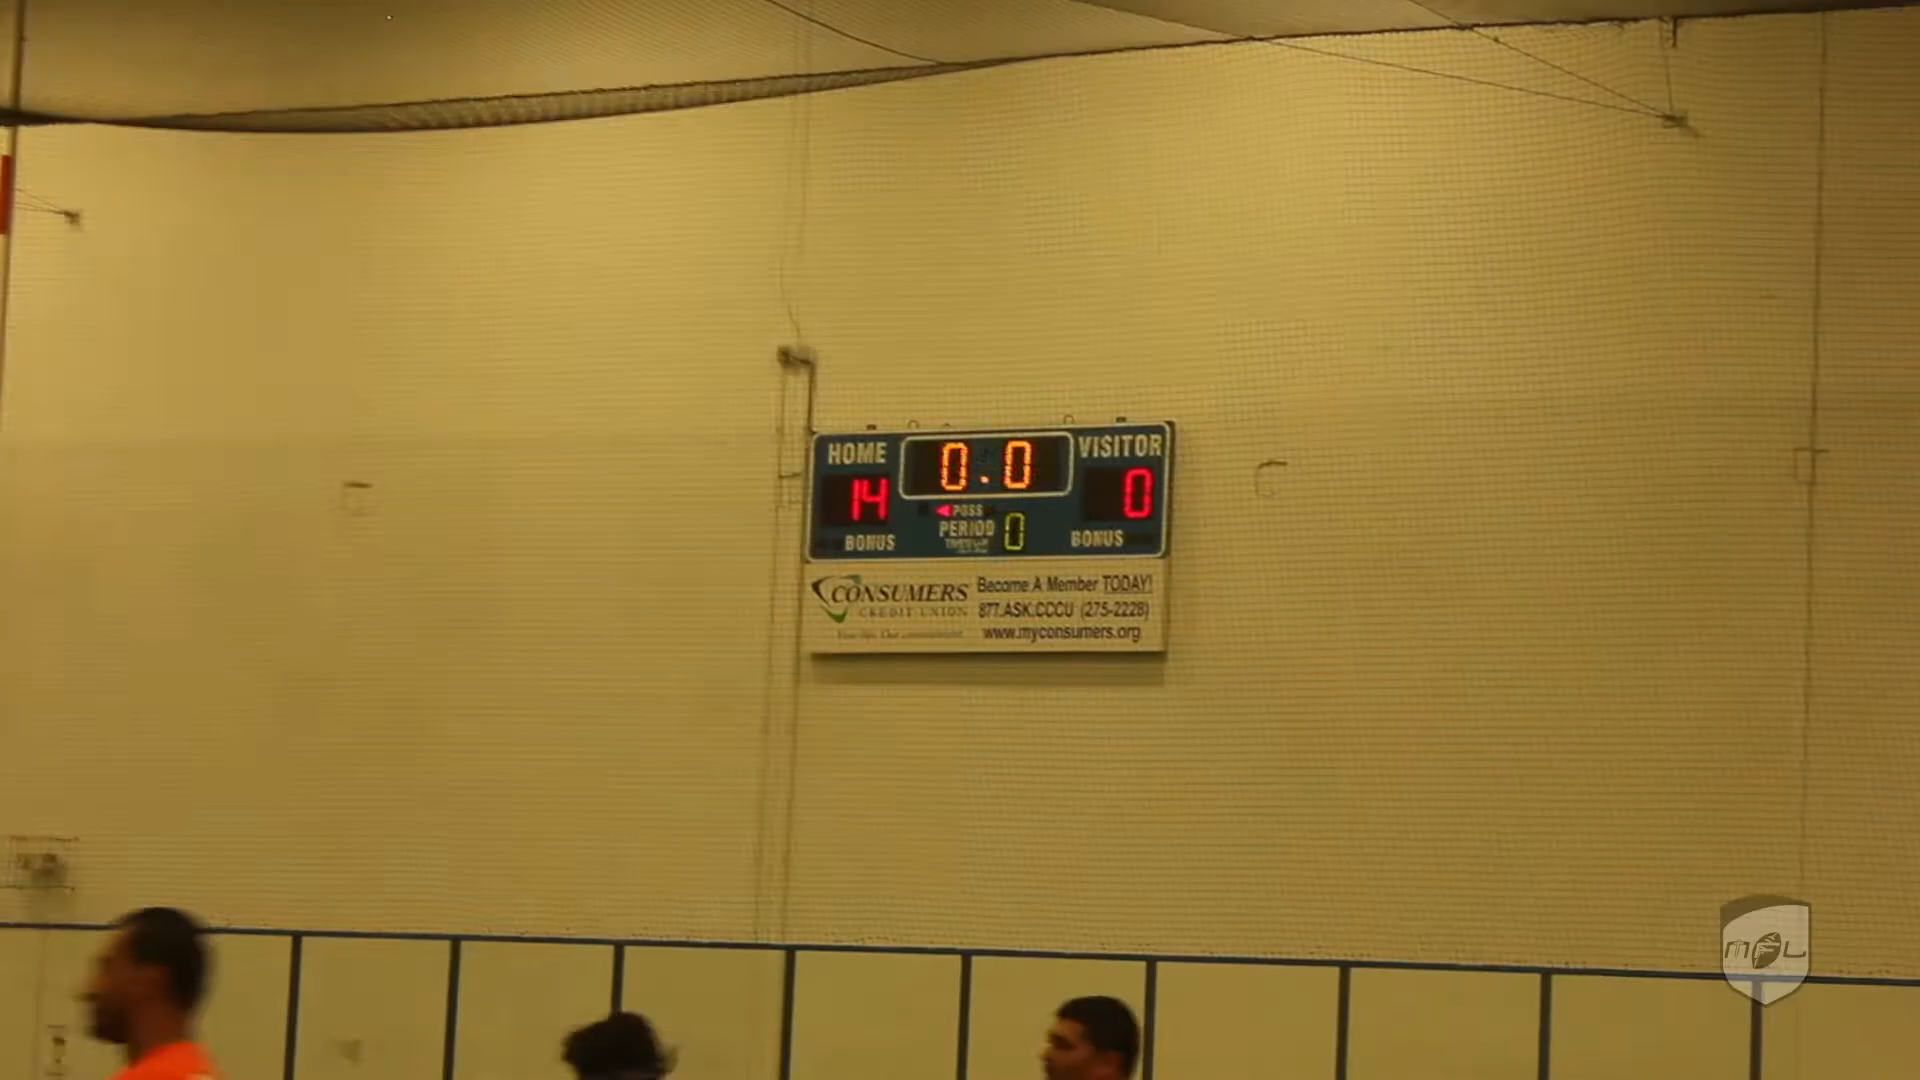 HOME 0.0 VISITOR
14 ◀ POSS 0
PERIOD 0
BONUS BONUS
CONSUMERS
CREDIT UNION
Become A Member TODAY!
877.ASK.CCCU (275-2228)
www.myconsumers.org
MFL